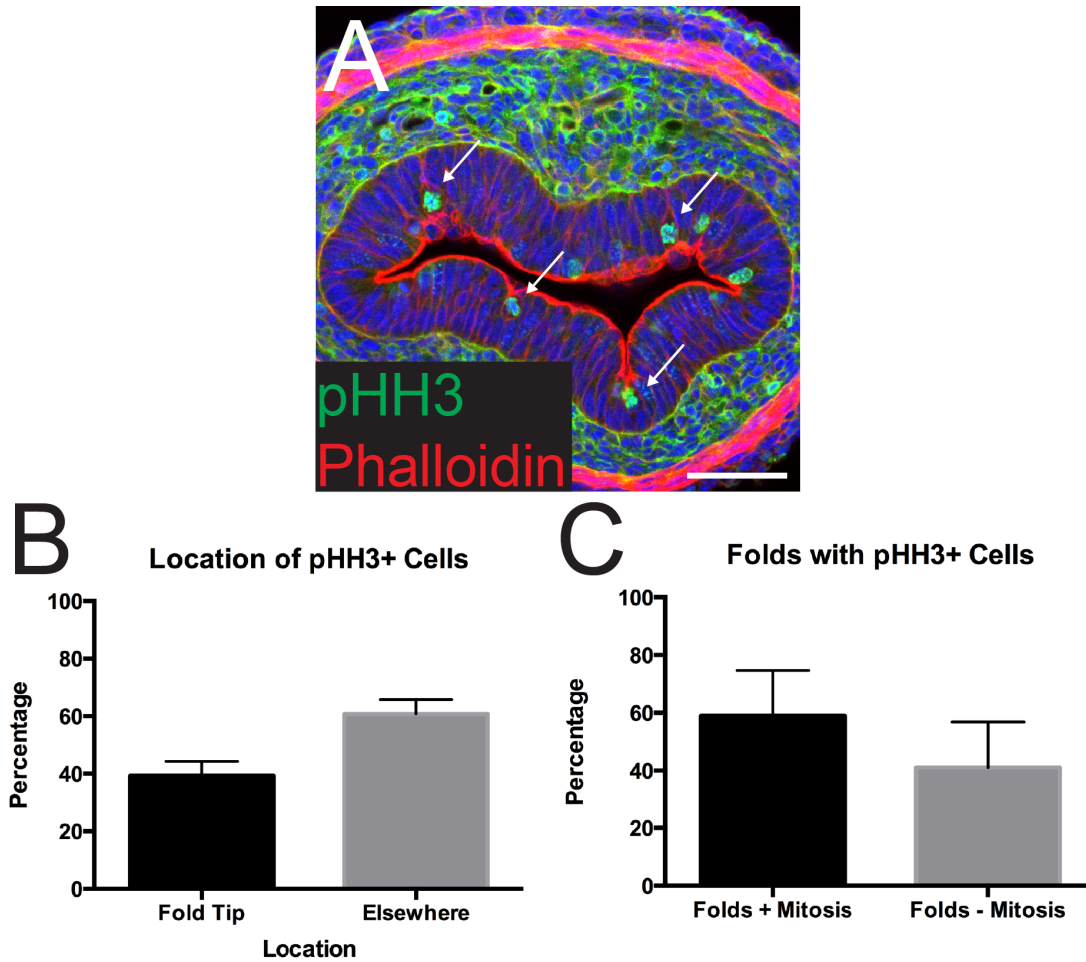 A
pHH3
Phalloidin
B
Location of pHH3+ Cells
Percentage
100
80
60
40
20
0
Fold Tip
Elsewhere
Location
C
Folds with pHH3+ Cells
Percentage
100
80
60
40
20
0
Folds + Mitosis
Folds - Mitosis